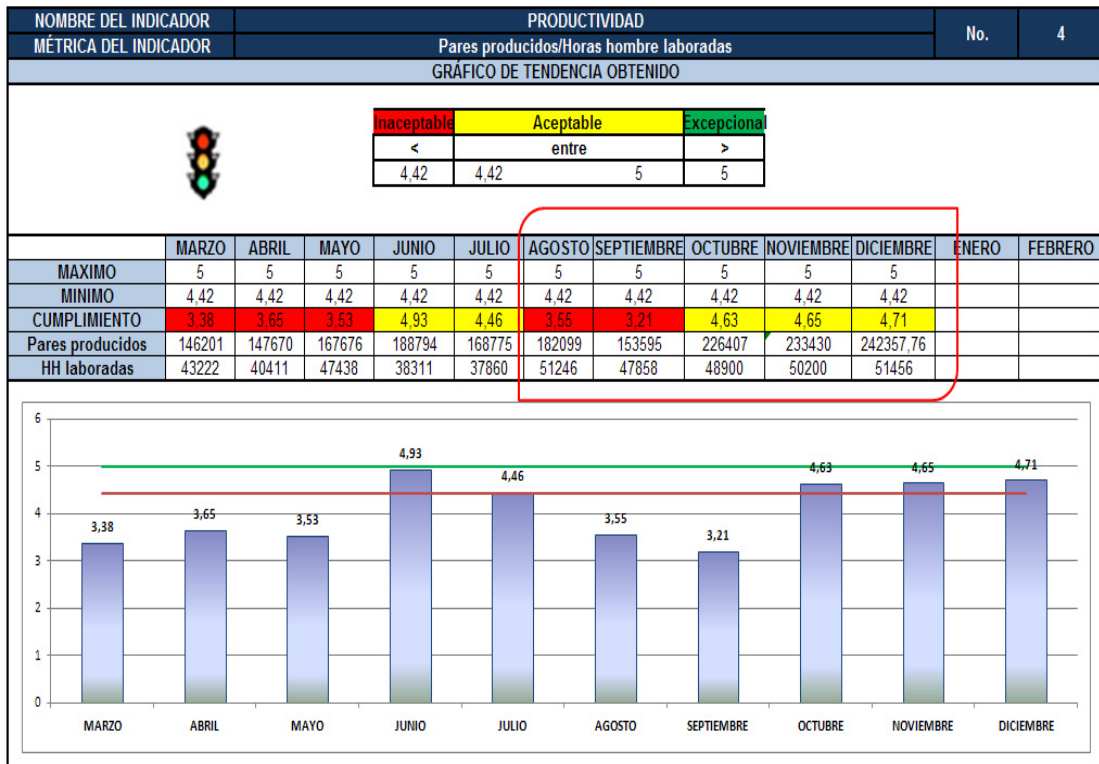 NOMBRE DEL INDICADOR PRODUCTIVIDAD No. 4
MÉTRICA DEL INDICADOR Pares producidos/Horas hombre laboradas
GRÁFICO DE TENDENCIA OBTENIDO
Inaceptable Aceptable Excepcional
< entre >
4,42 4,42 5 5
MARZO ABRIL MAYO JUNIO JULIO AGOSTO SEPTIEMBRE OCTUBRE NOVIEMBRE DICIEMBRE ENERO FEBRERO
MAXIMO 5 5 5 5 5 5 5 5 5 5
MINIMO 4,42 4,42 4,42 4,42 4,42 4,42 4,42 4,42 4,42 4,42
CUMPLIMIENTO 3,38 3,65 3,53 4,93 4,46 3,55 3,21 4,63 4,65 4,71
Pares producidos 146201 147670 167676 188794 168775 182099 153595 226407 233430 242357,76
HH laboradas 43222 40411 47438 38311 37860 51246 47858 48900 50200 51456
6
5
4
3
2
1
0
3,38 3,65 3,53 4,93 4,46 3,55 3,21 4,63 4,65 4,71
MARZO ABRIL MAYO JUNIO JULIO AGOSTO SEPTIEMBRE OCTUBRE NOVIEMBRE DICIEMBRE